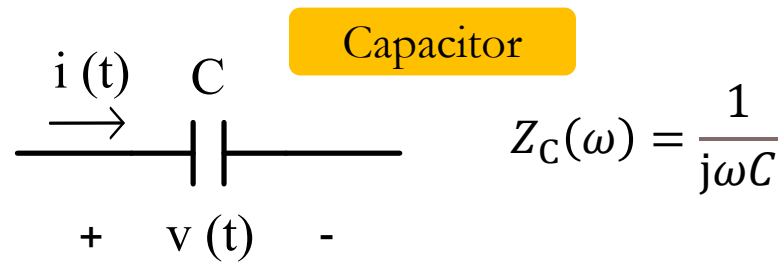 Capacitor
i (t) C
Z_C(ω) = 1/(jωC)
+ v (t) -